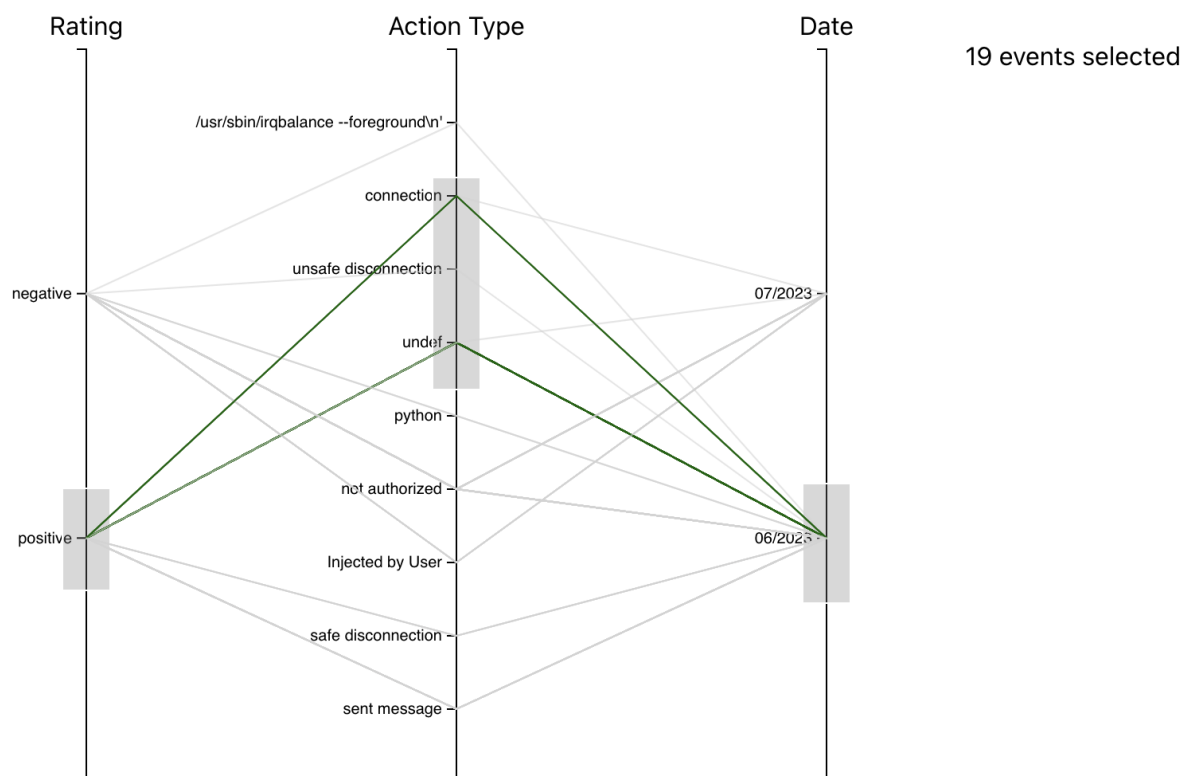 Rating
Action Type
Date
19 events selected
/usr/sbin/irqbalance --foreground\n'
connection
unsafe disconnection
negative
07/2023
undef
python
not authorized
positive
06/2023
Injected by User
safe disconnection
sent message